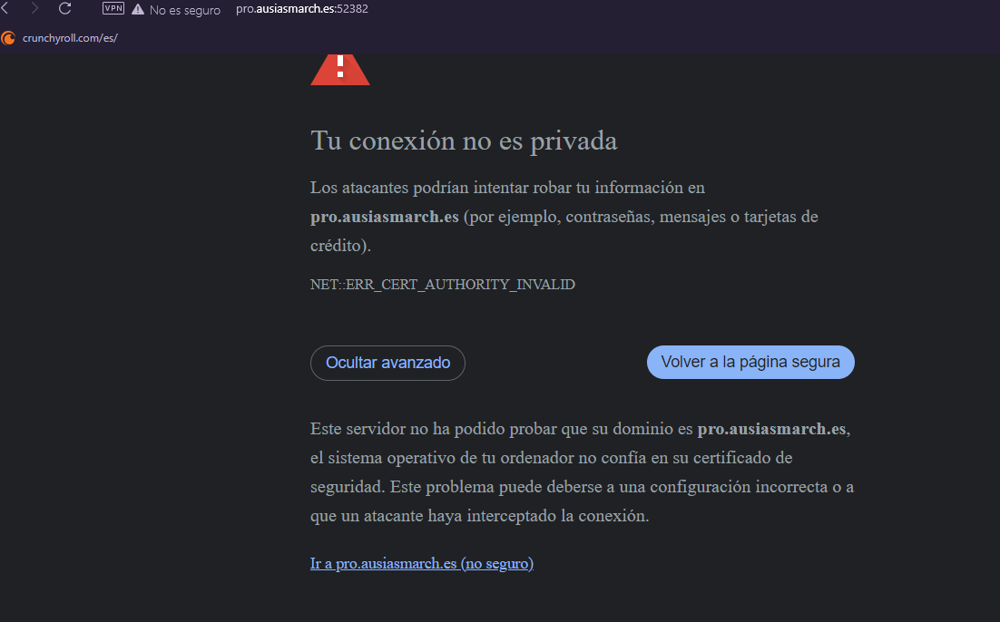 VPN No es seguro pro.ausiasmarch.es:52382
crunchyroll.com/es/
!
Tu conexión no es privada
Los atacantes podrían intentar robar tu información en
pro.ausiasmarch.es (por ejemplo, contraseñas, mensajes o tarjetas de
crédito).
NET::ERR_CERT_AUTHORITY_INVALID
Ocultar avanzado Volver a la página segura
Este servidor no ha podido probar que su dominio es pro.ausiasmarch.es,
el sistema operativo de tu ordenador no confía en su certificado de
seguridad. Este problema puede deberse a una configuración incorrecta o a
que un atacante haya interceptado la conexión.
Ir a pro.ausiasmarch.es (no seguro)